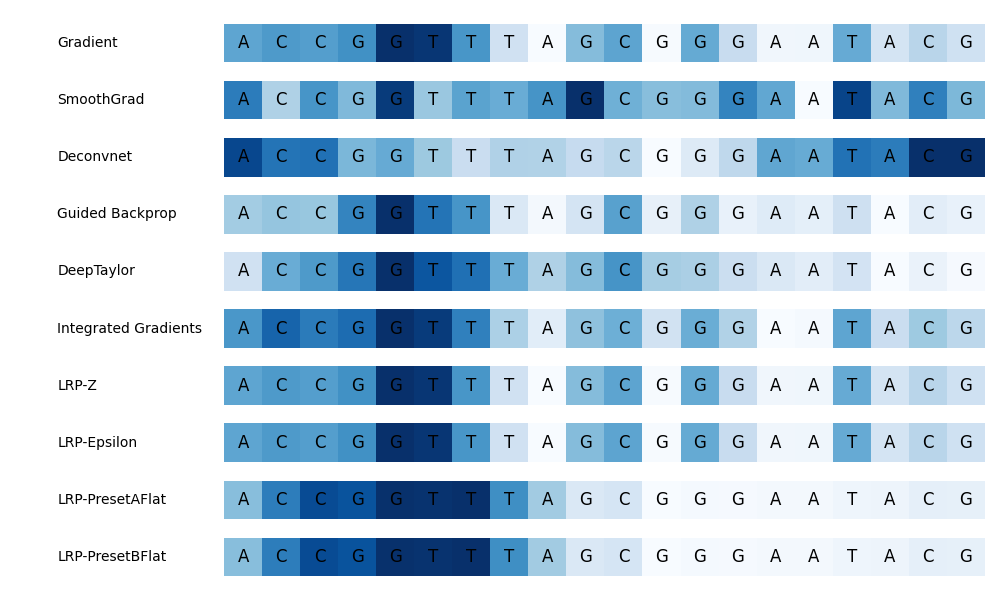 Gradient A C C G G T T T A G C G G G A A T A C G
SmoothGrad A C C G G T T T A G C G G G A A T A C G
Deconvnet A C C G G T T T A G C G G G A A T A C G
Guided Backprop A C C G G T T T A G C G G G A A T A C G
DeepTaylor A C C G G T T T A G C G G G A A T A C G
Integrated Gradients A C C G G T T T A G C G G G A A T A C G
LRP-Z A C C G G T T T A G C G G G A A T A C G
LRP-Epsilon A C C G G T T T A G C G G G A A T A C G
LRP-PresetAFlat A C C G G T T T A G C G G G A A T A C G
LRP-PresetBFlat A C C G G T T T A G C G G G A A T A C G